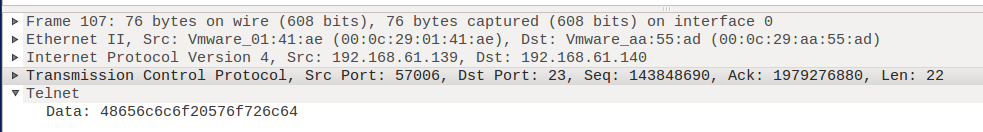 Frame 107: 76 bytes on wire (608 bits), 76 bytes captured (608 bits) on interface 0
Ethernet II, Src: Vmware_01:41:ae (00:0c:29:01:41:ae), Dst: Vmware_aa:55:ad (00:0c:29:aa:55:ad)
Internet Protocol Version 4, Src: 192.168.61.139, Dst: 192.168.61.140
Transmission Control Protocol, Src Port: 57006, Dst Port: 23, Seq: 143848690, Ack: 1979276880, Len: 22
Telnet
Data: 48656c6c6f20576f726c64